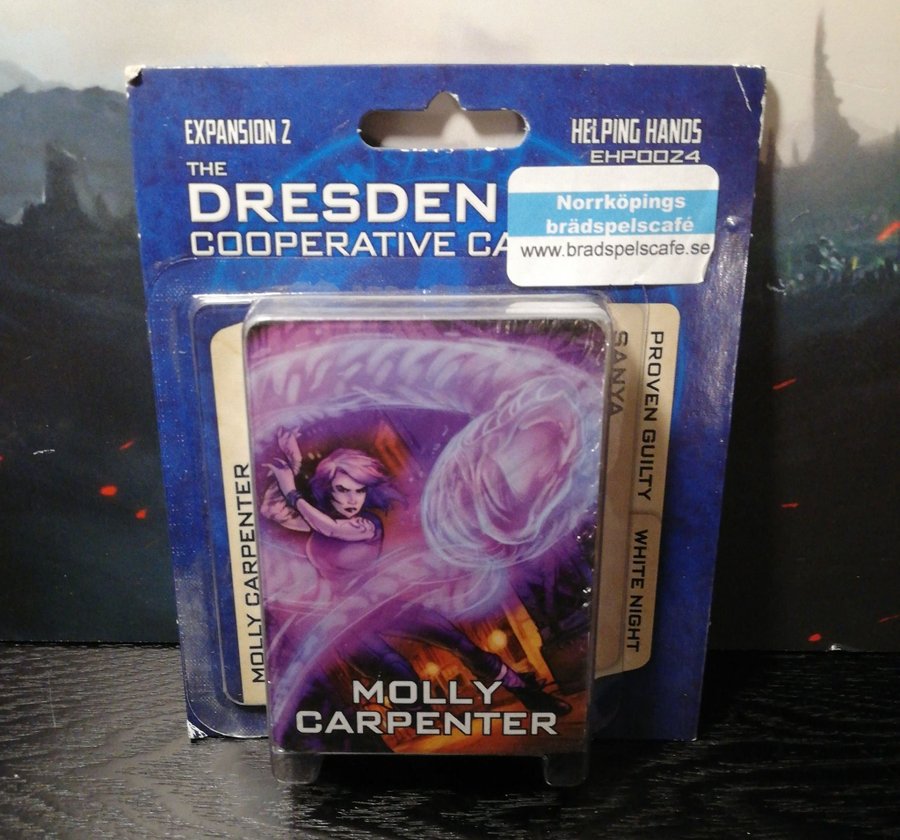 EXPANSION 2
HELPING HANDS
EHP0024
THE
DRESDEN
COOPERATIVE CA
Norrköpings
brädspelscafé
www.bradspelscafe.se
MOLLY CARPENTER
SANYA
PROVEN GUILTY
WHITE NIGHT
MOLLY
CARPENTER